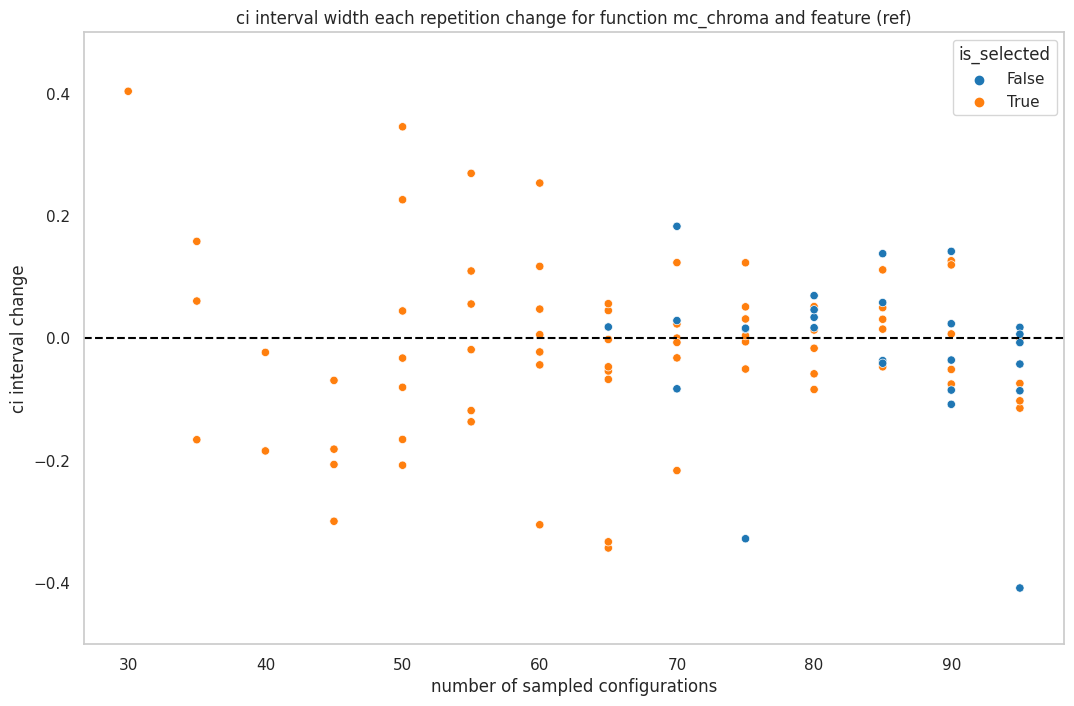 ci interval width each repetition change for function mc_chroma and feature (ref)
is_selected
False
True
ci interval change
0.4
0.2
0.0
−0.2
−0.4
30
40
50
60
70
80
90
number of sampled configurations